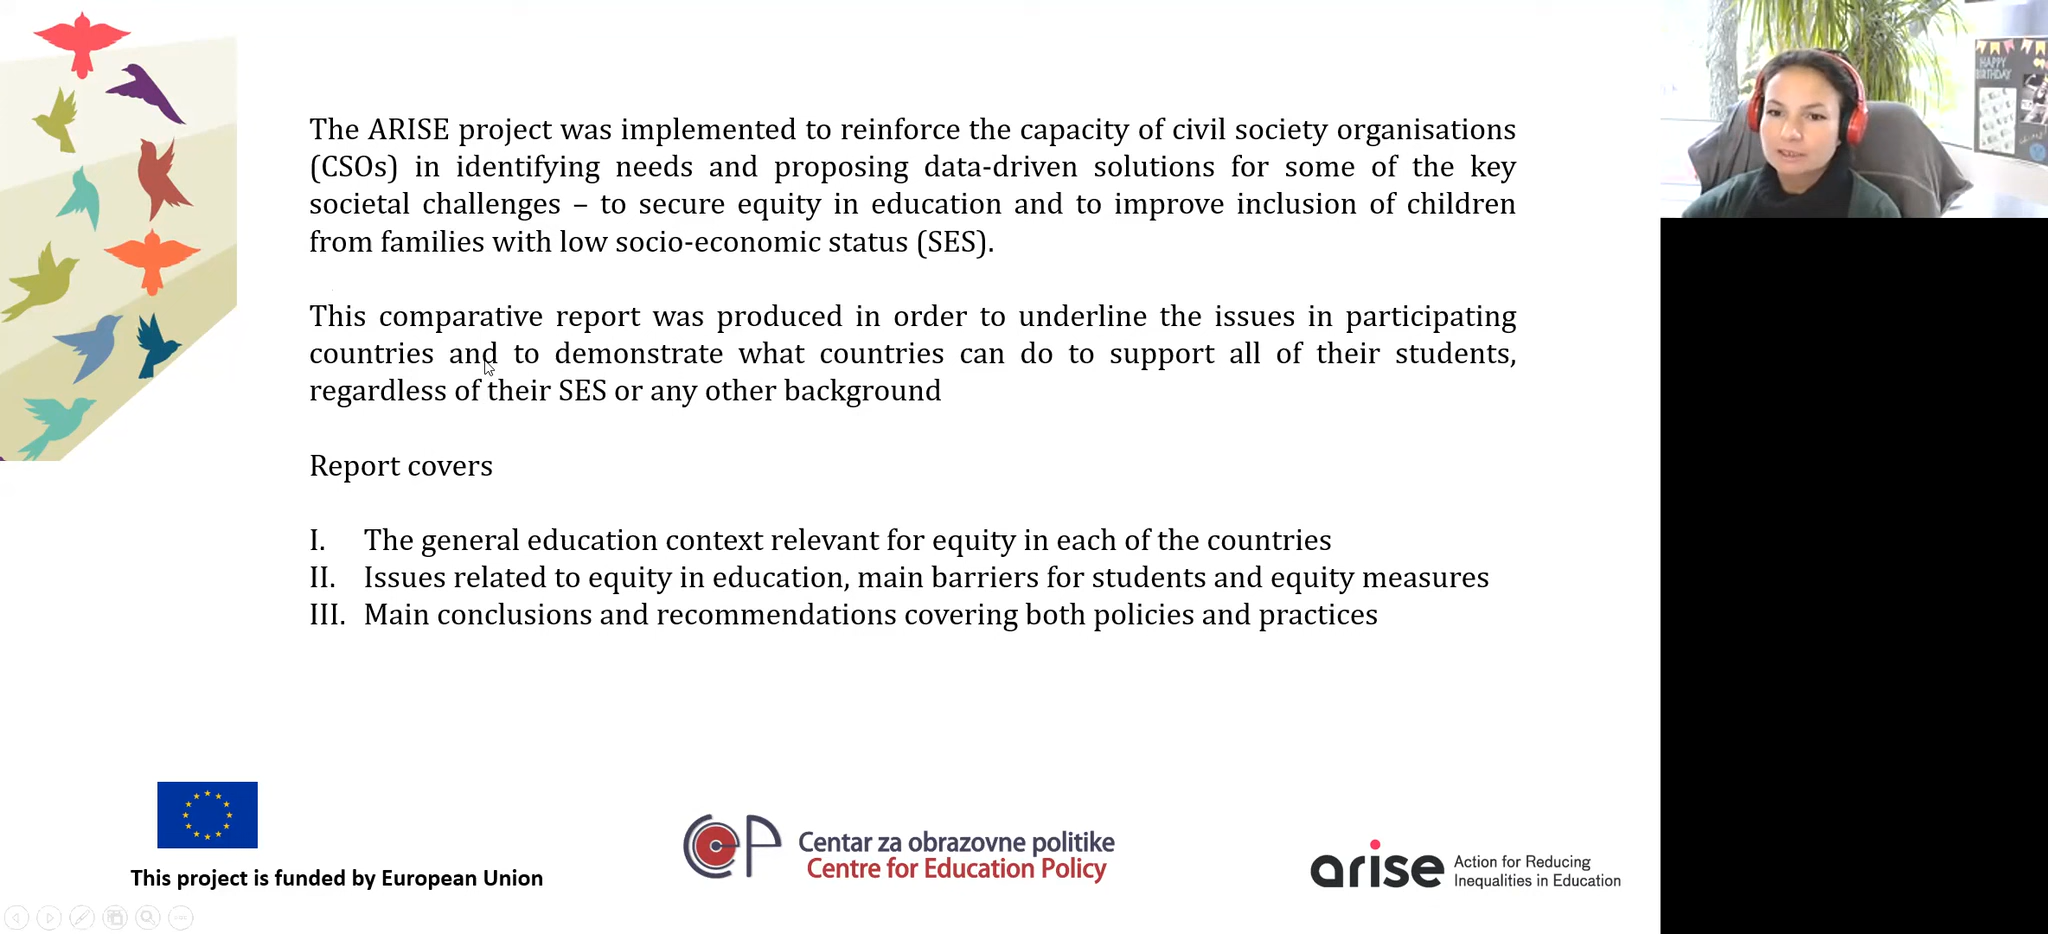 The ARISE project was implemented to reinforce the capacity of civil society organisations
(CSOs) in identifying needs and proposing data-driven solutions for some of the key
societal challenges – to secure equity in education and to improve inclusion of children
from families with low socio-economic status (SES).
This comparative report was produced in order to underline the issues in participating
countries and to demonstrate what countries can do to support all of their students,
regardless of their SES or any other background
Report covers
I. The general education context relevant for equity in each of the countries
II. Issues related to equity in education, main barriers for students and equity measures
III. Main conclusions and recommendations covering both policies and practices
This project is funded by European Union
CEP
Centar za obrazovne politike
Centre for Education Policy
arise
Action for Reducing
Inequalities in Education
HAPPY
BIRTHDAY